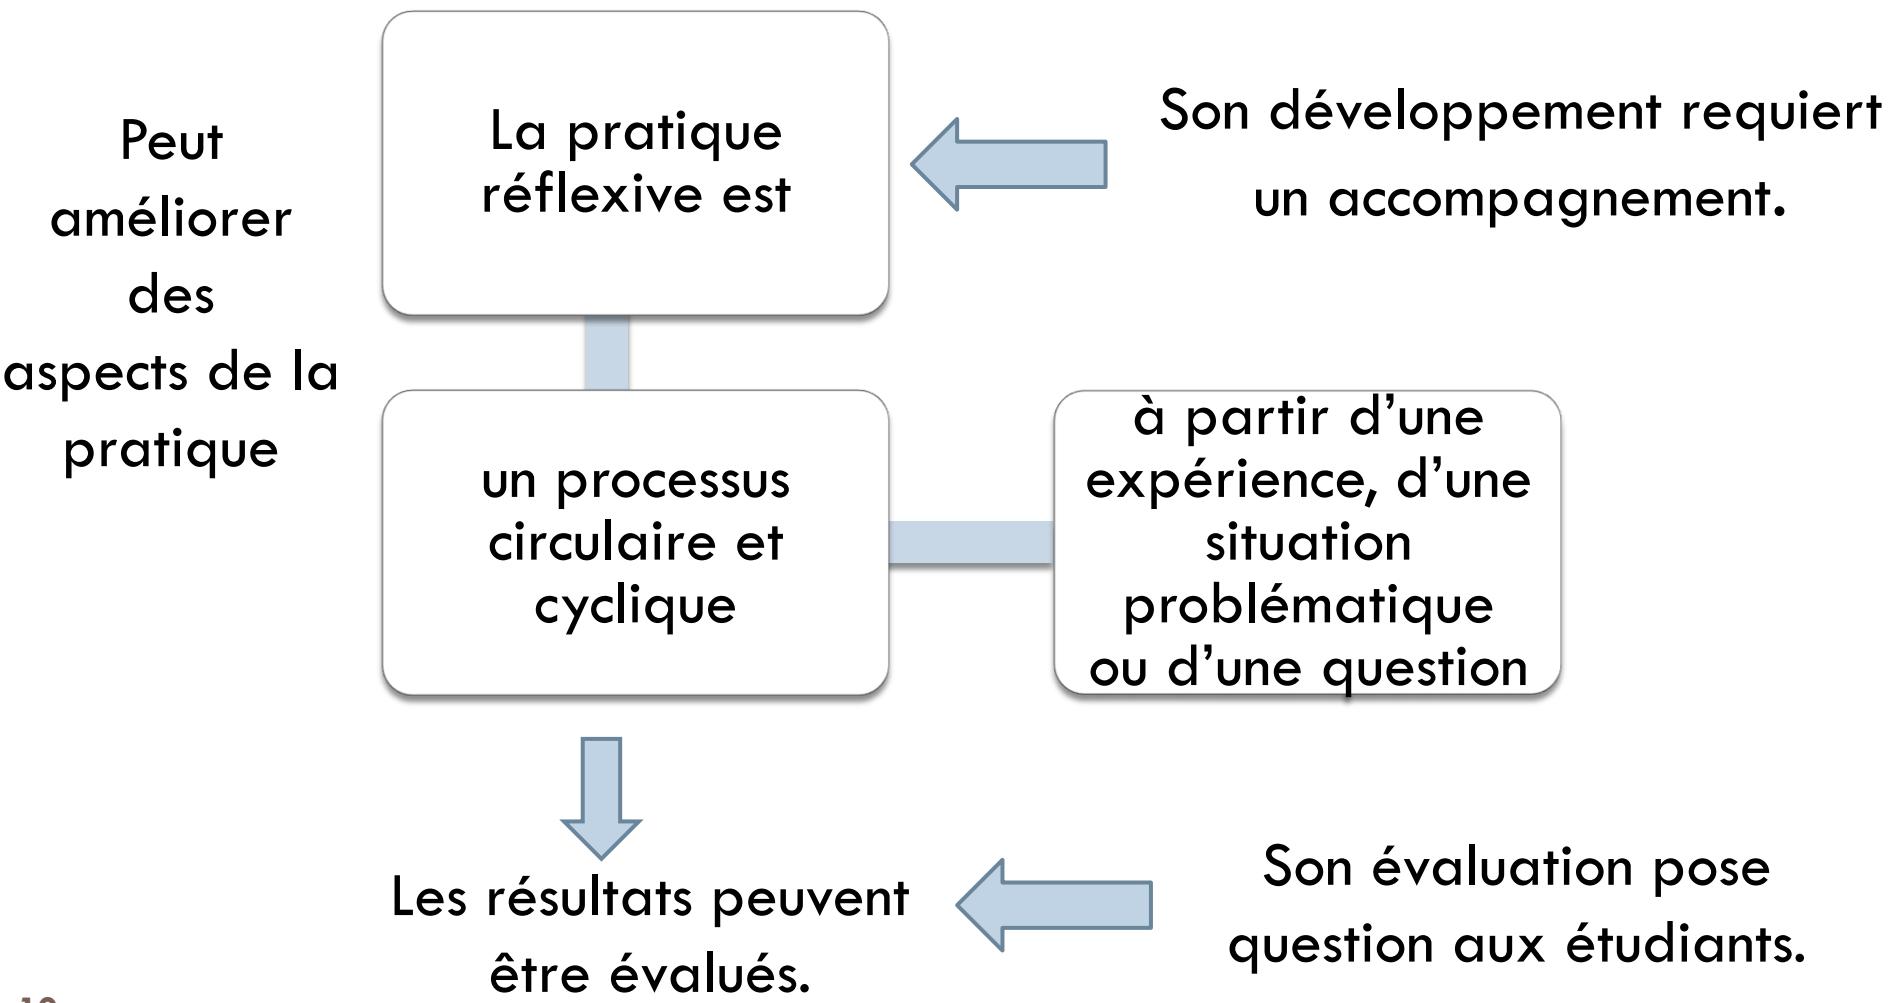 Peut
améliorer
des
aspects de la
pratique
La pratique
réflexive est
Son développement requiert
un accompagnement.
un processus
circulaire et
cyclique
à partir d’une
expérience, d’une
situation
problématique
ou d’une question
Les résultats peuvent
être évalués.
Son évaluation pose
question aux étudiants.